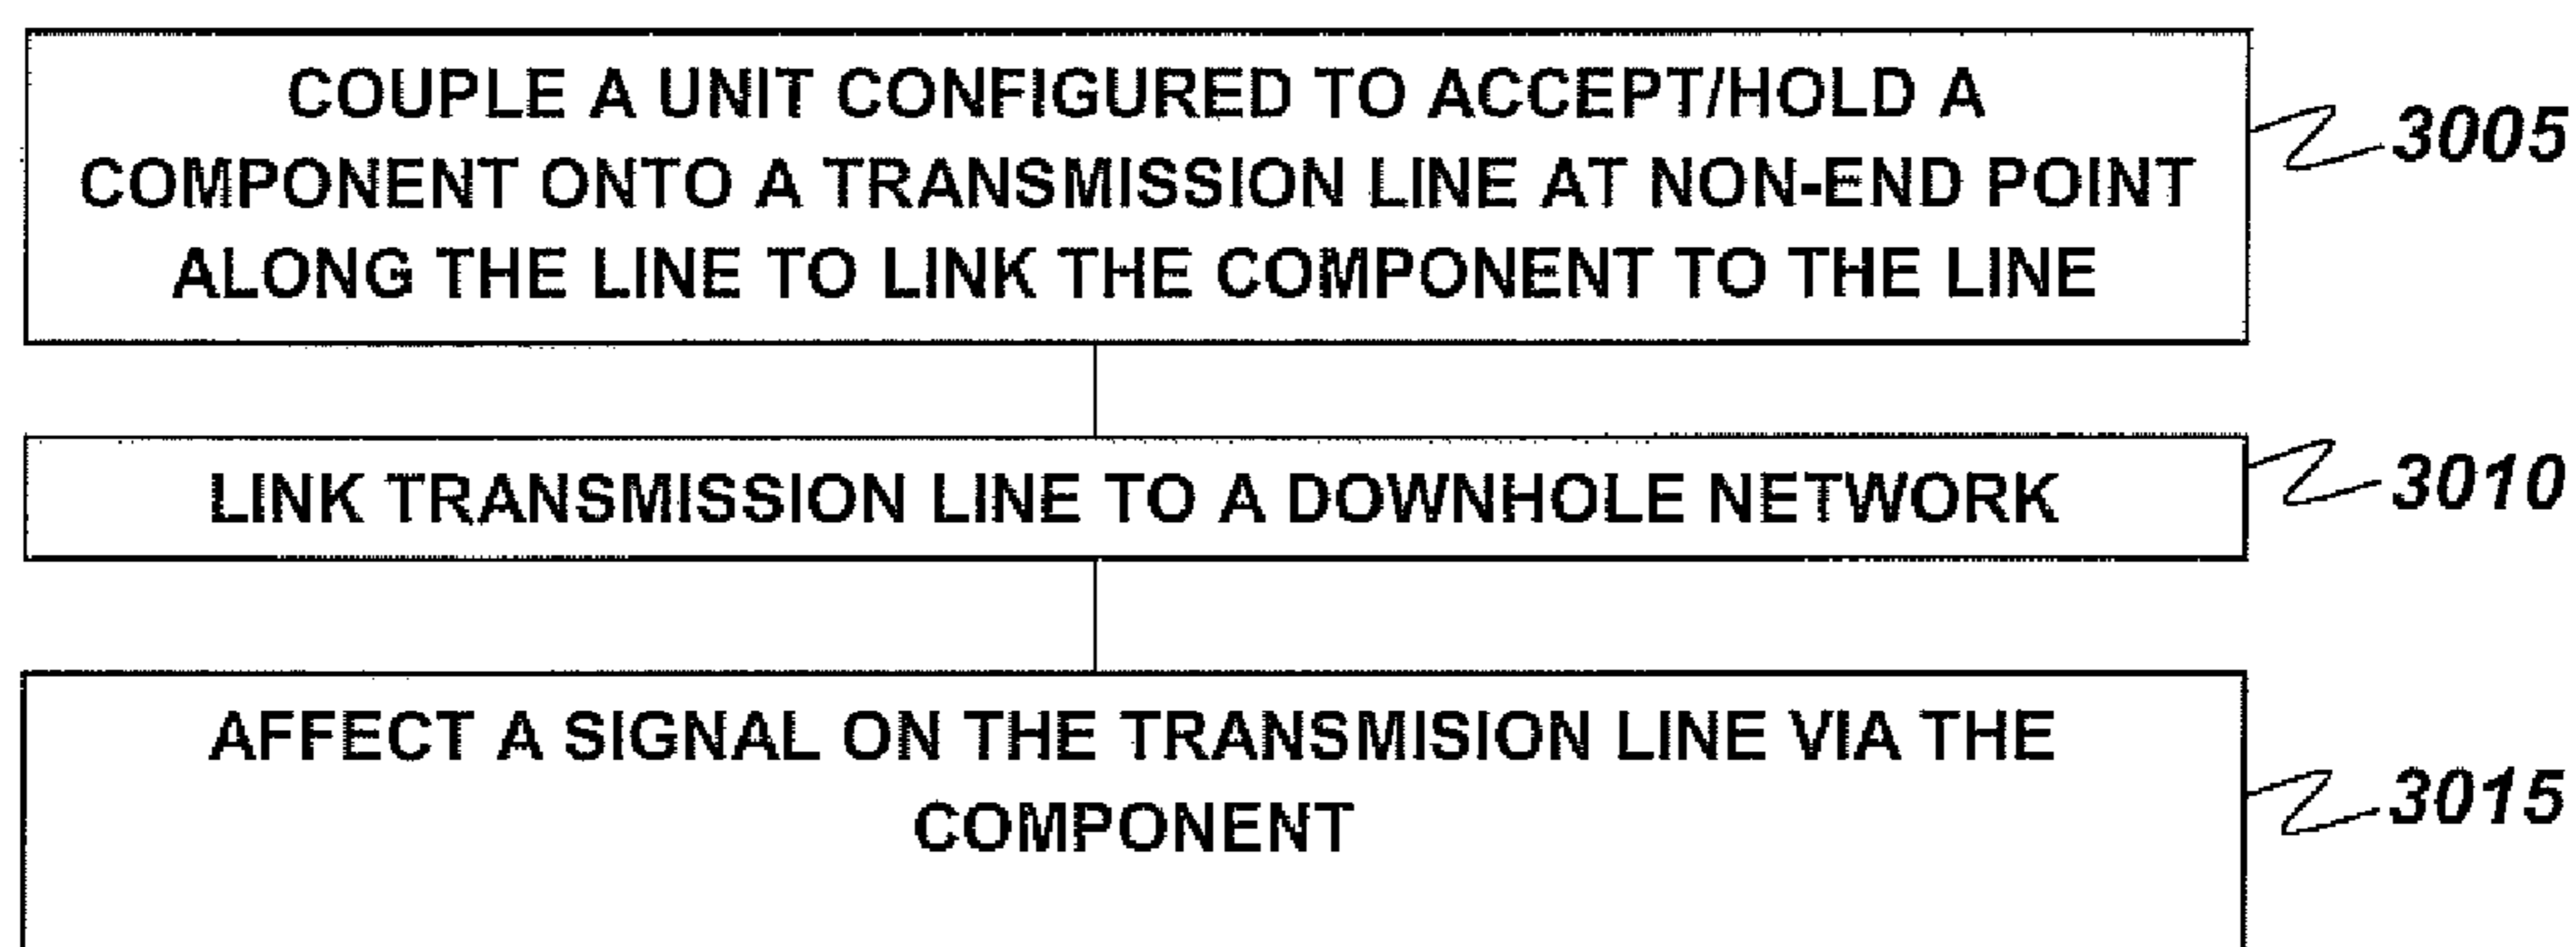 COUPLE A UNIT CONFIGURED TO ACCEPT/HOLD A
COMPONENT ONTO A TRANSMISSION LINE AT NON-END POINT
ALONG THE LINE TO LINK THE COMPONENT TO THE LINE
3005
LINK TRANSMISSION LINE TO A DOWNHOLE NETWORK
3010
AFFECT A SIGNAL ON THE TRANSMISION LINE VIA THE
COMPONENT
3015